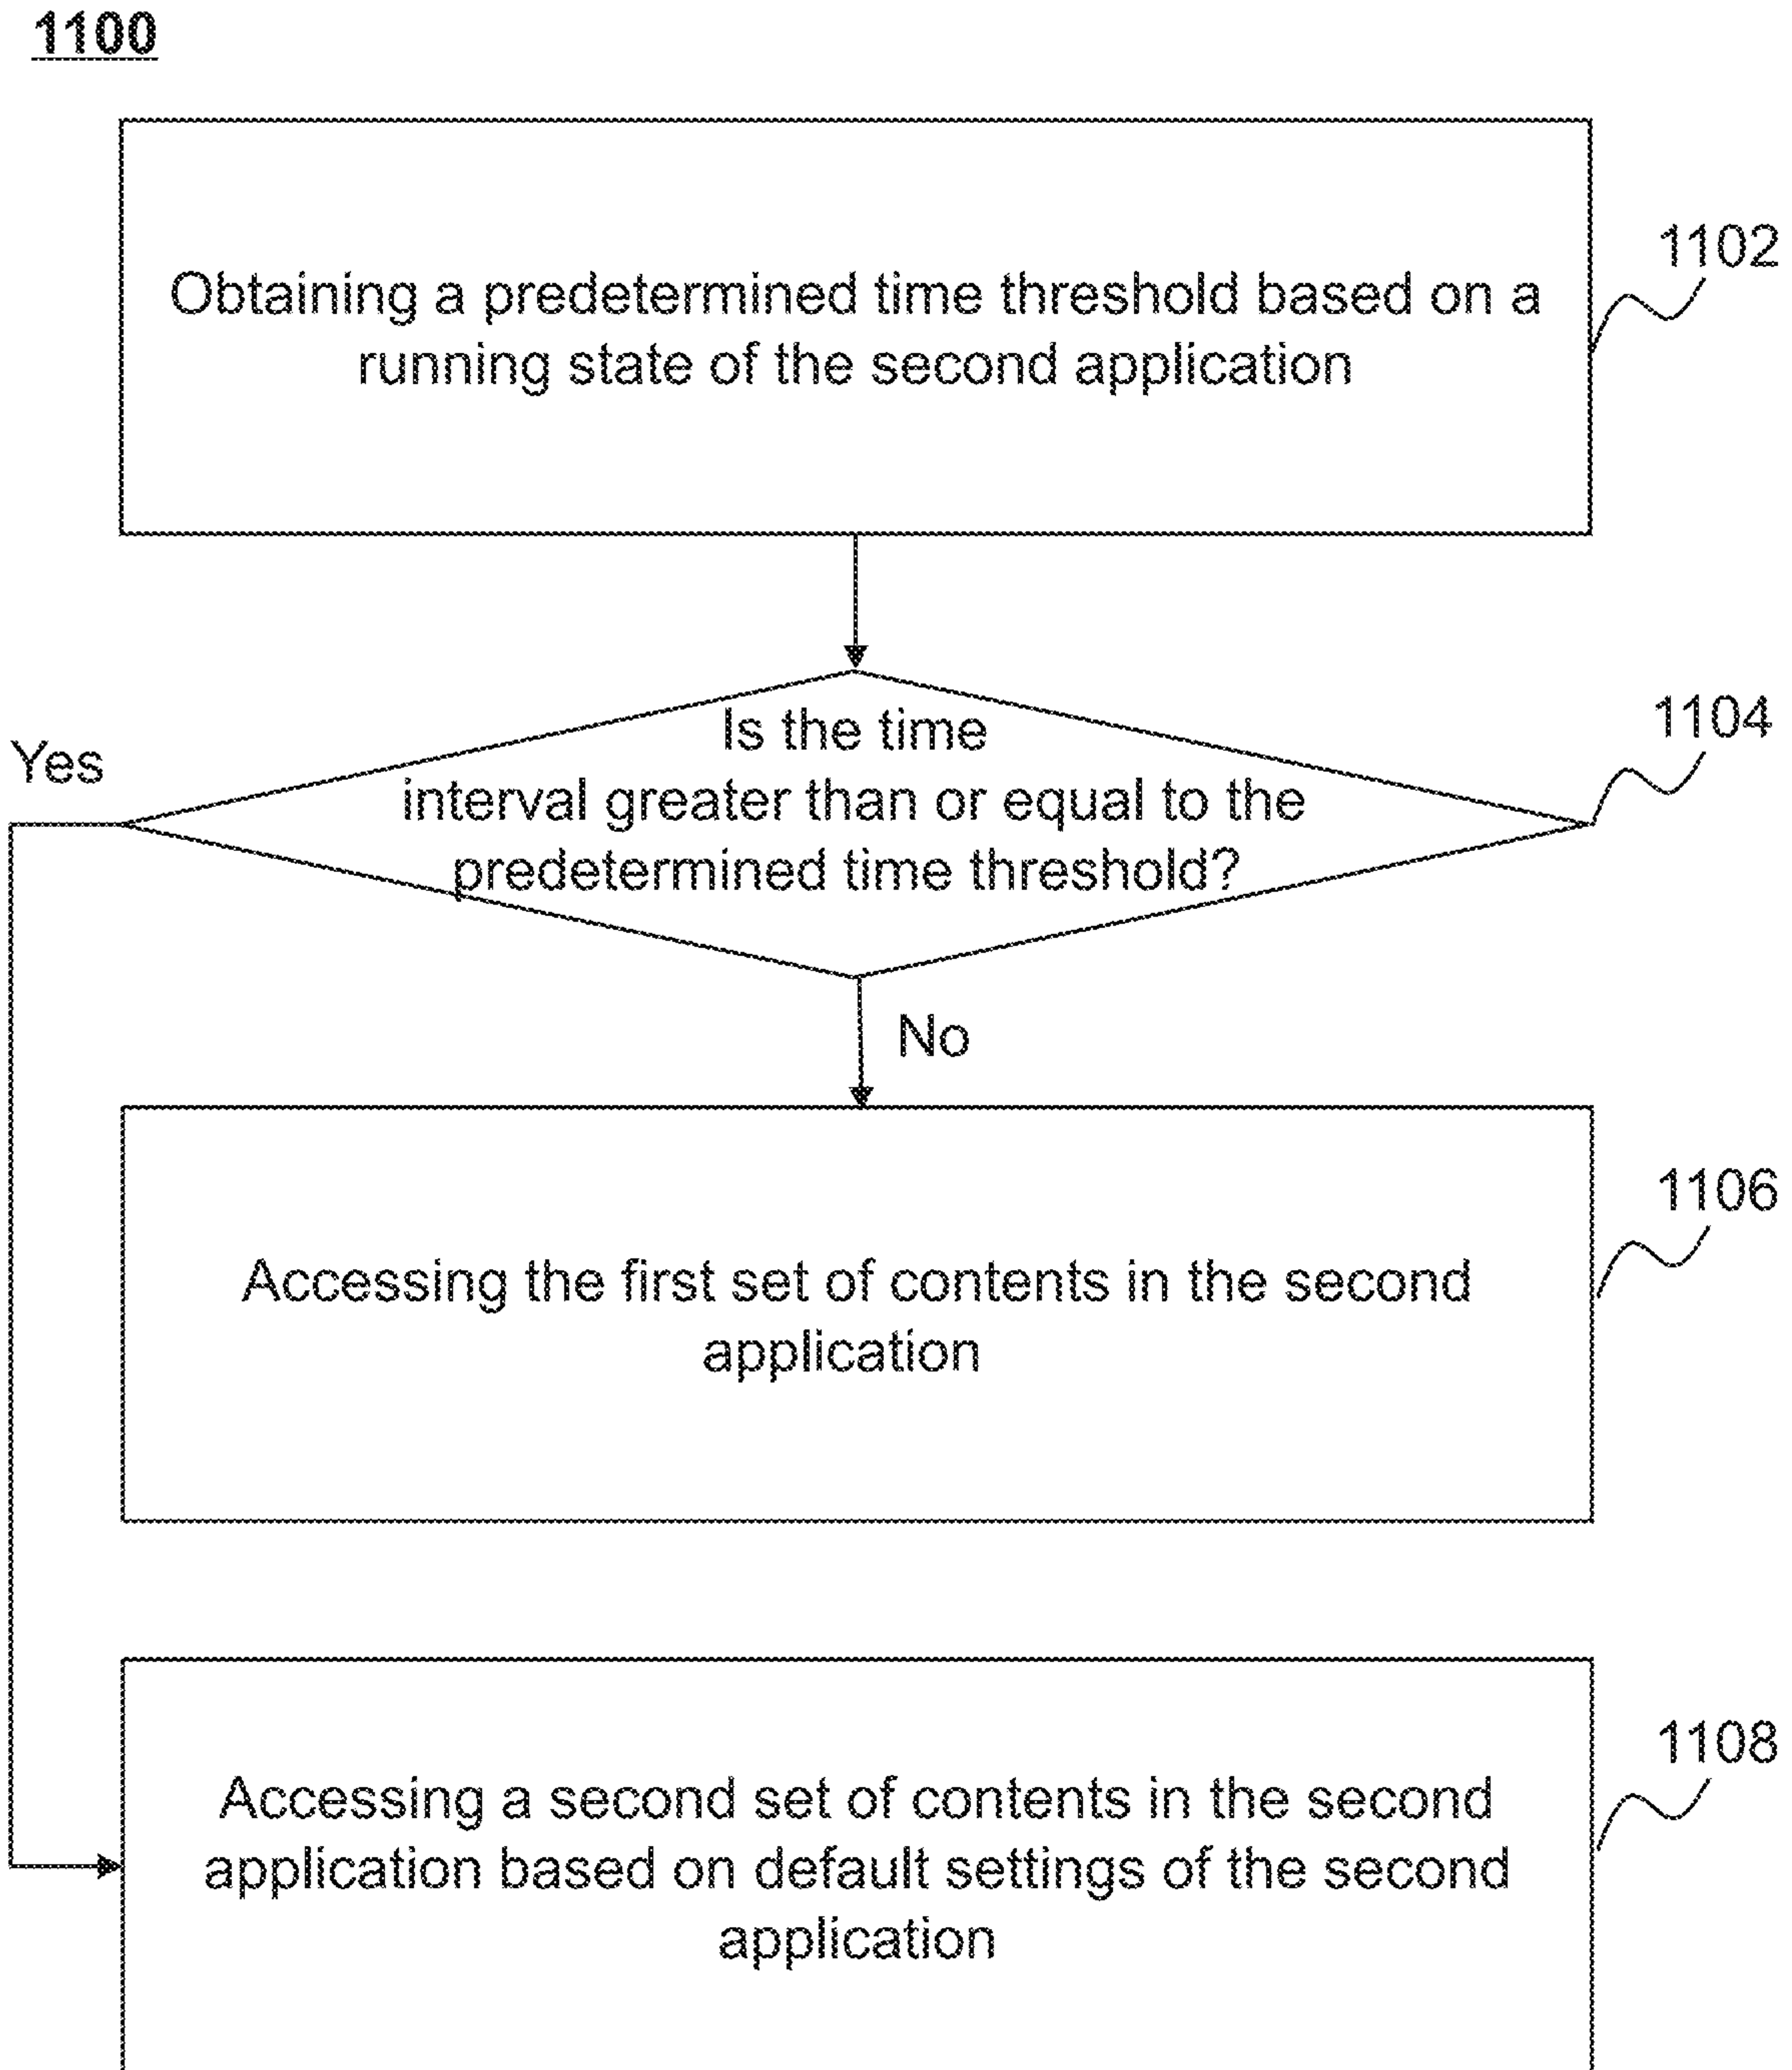 1100
Obtaining a predetermined time threshold based on a
running state of the second application
1102
Is the time
interval greater than or equal to the
predetermined time threshold?
1104
Yes
No
Accessing the first set of contents in the second
application
1106
Accessing a second set of contents in the second
application based on default settings of the second
application
1108